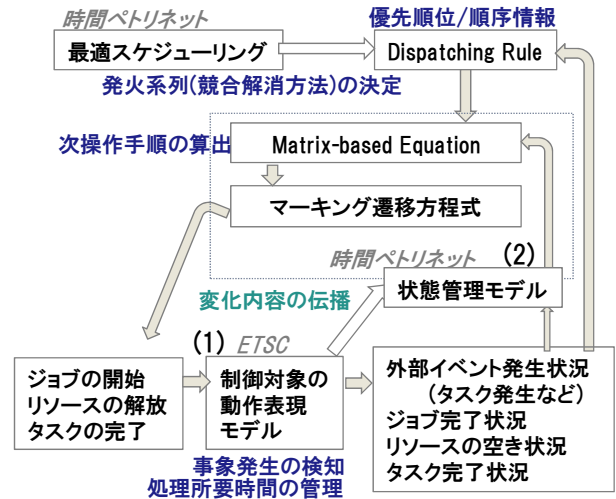 時間ペトリネット
優先順位/順序情報
最適スケジューリング
Dispatching Rule
発火系列(競合解消方法)の決定
次操作手順の算出
Matrix-based Equation
マーキング遷移方程式
時間ペトリネット
(2)
変化内容の伝播
状態管理モデル
(1) ETSC
ジョブの開始
リソースの解放
タスクの完了
制御対象の
動作表現
モデル
外部イベント発生状況
(タスク発生など)
ジョブ完了状況
リソースの空き状況
タスク完了状況
事象発生の検知
処理所要時間の管理